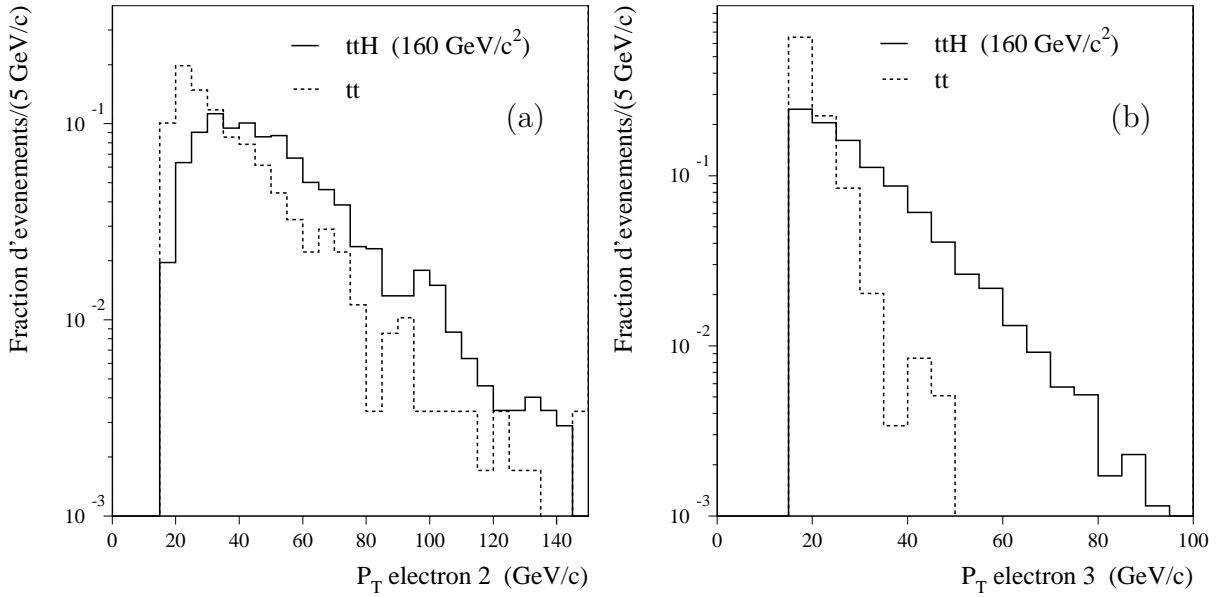 Fraction d'evenements/(5 GeV/c)
ttH (160 GeV/c²)
tt
(a)
10⁻¹
10⁻²
10⁻³
0 20 40 60 80 100 120 140
P_T electron 2 (GeV/c)
Fraction d'evenements/(5 GeV/c)
ttH (160 GeV/c²)
tt
(b)
10⁻¹
10⁻²
10⁻³
0 20 40 60 80 100
P_T electron 3 (GeV/c)